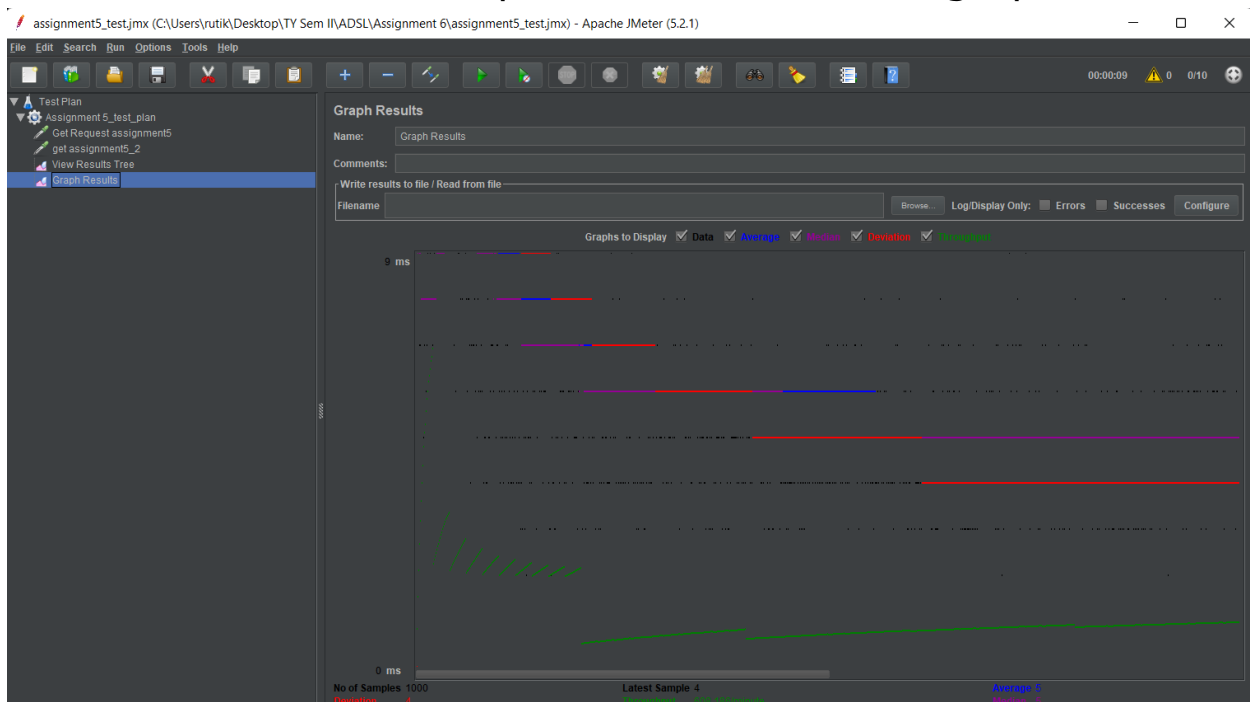 assignment5_test.jmx (C:\Users\rutik\Desktop\TY Sem II\ADSL\Assignment 6\assignment5_test.jmx) - Apache JMeter (5.2.1)
File Edit Search Run Options Tools Help
00:00:09 0 0/10
Test Plan
Assignment 5_test_plan
Get Request assignment5
get assignment5_2
View Results Tree
Graph Results
Graph Results
Name: Graph Results
Comments:
Write results to file / Read from file
Filename Browse... Log/Display Only: Errors Successes Configure
Graphs to Display Data Average Median Deviation Throughput
9 ms
0 ms
No of Samples 1000 Latest Sample 4 Average 5
Deviation